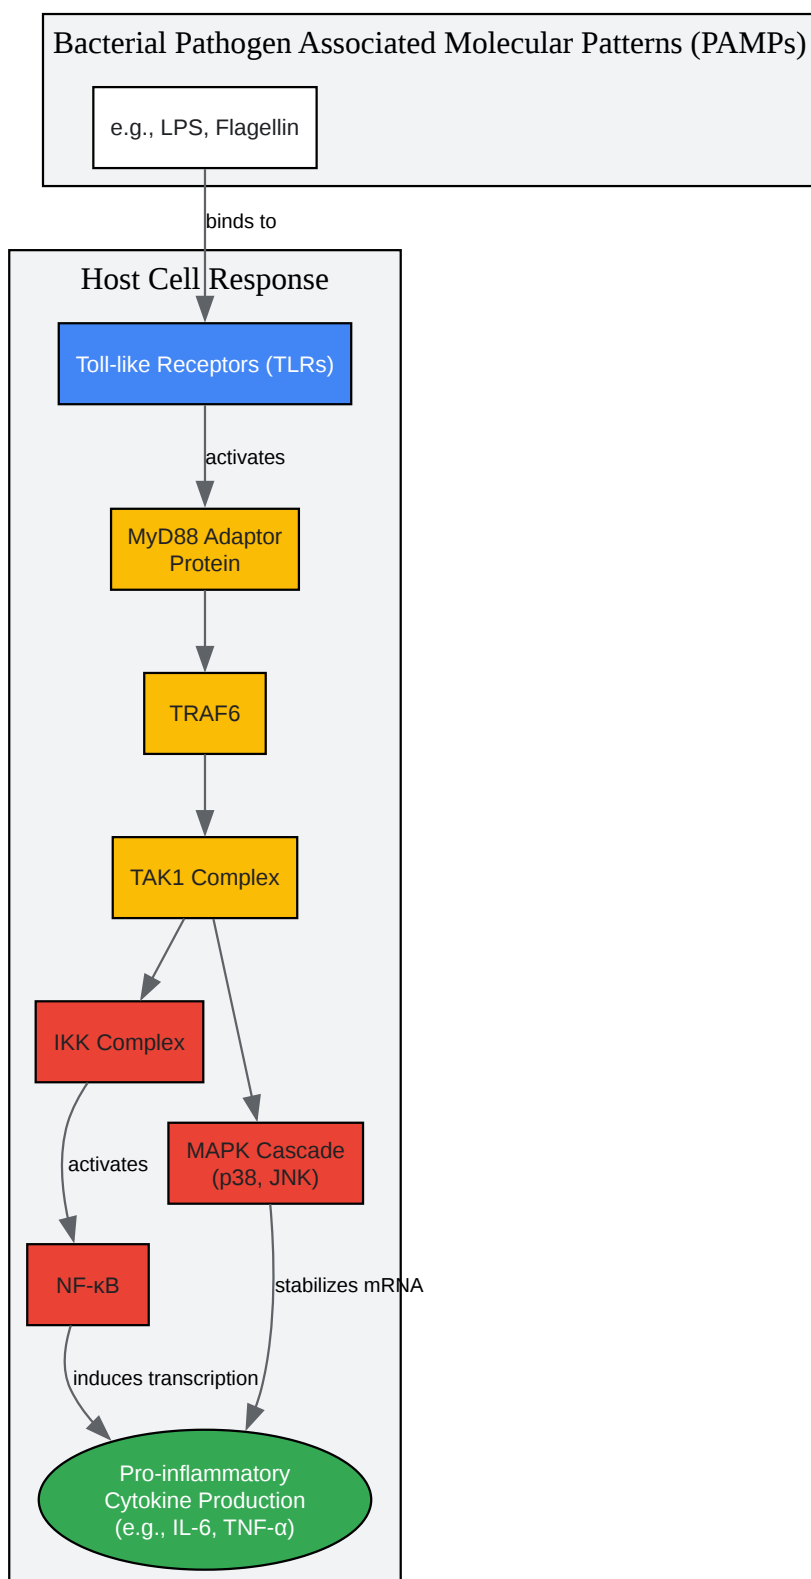 Bacterial Pathogen Associated Molecular Patterns (PAMPs)
e.g., LPS, Flagellin
binds to
Host Cell Response
Toll-like Receptors (TLRs)
activates
MyD88 Adaptor
Protein
TRAF6
TAK1 Complex
IKK Complex
MAPK Cascade
(p38, JNK)
activates
NF-κB
stabilizes mRNA
induces transcription
Pro-inflammatory
Cytokine Production
(e.g., IL-6, TNF-α)